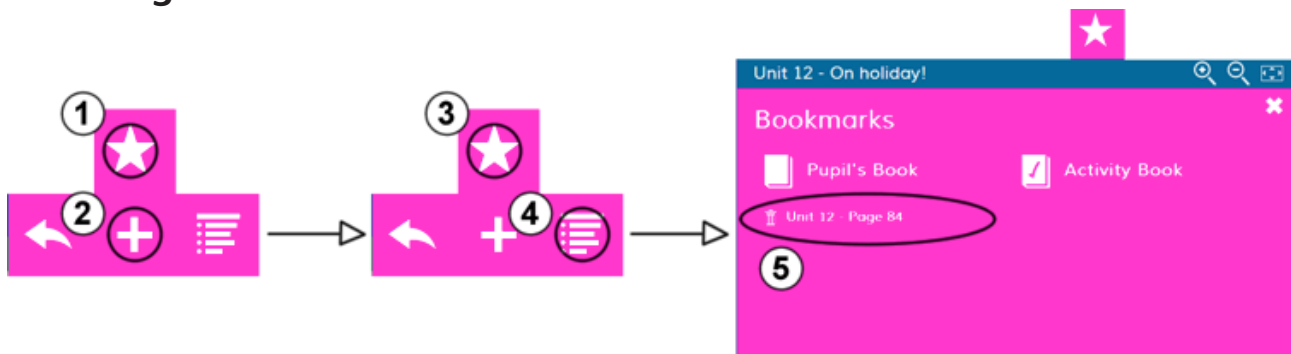 1
3
Unit 12 - On holiday!
Bookmarks
2
4
Pupil's Book
Activity Book
Unit 12 - Page 84
5